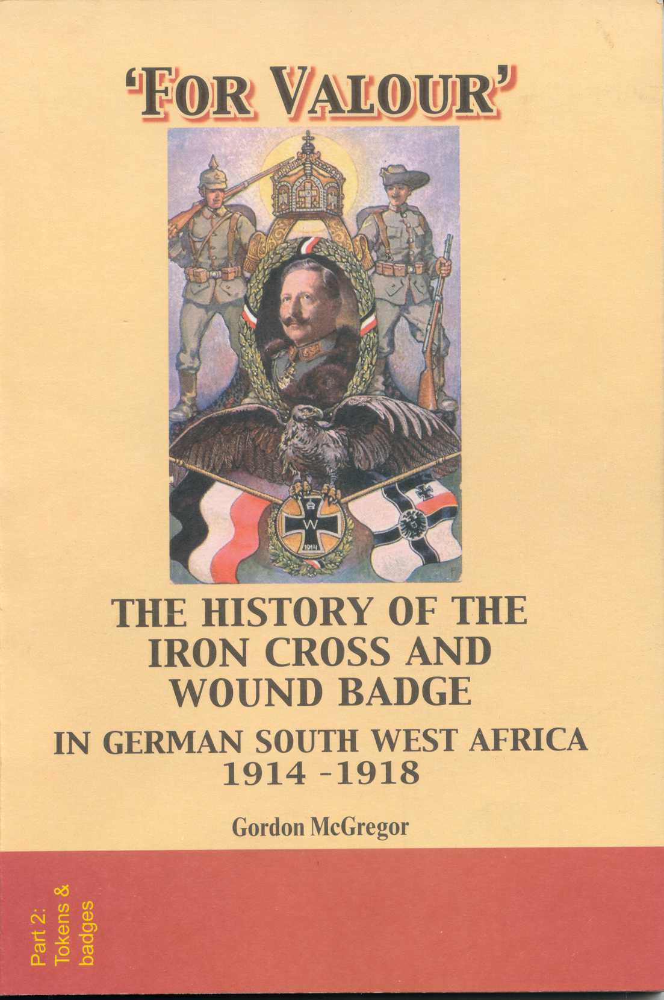 ‘FOR VALOUR’
W
1914
THE HISTORY OF THE
IRON CROSS AND
WOUND BADGE
IN GERMAN SOUTH WEST AFRICA
1914 -1918
Gordon McGregor
Part 2:
Tokens &
badges